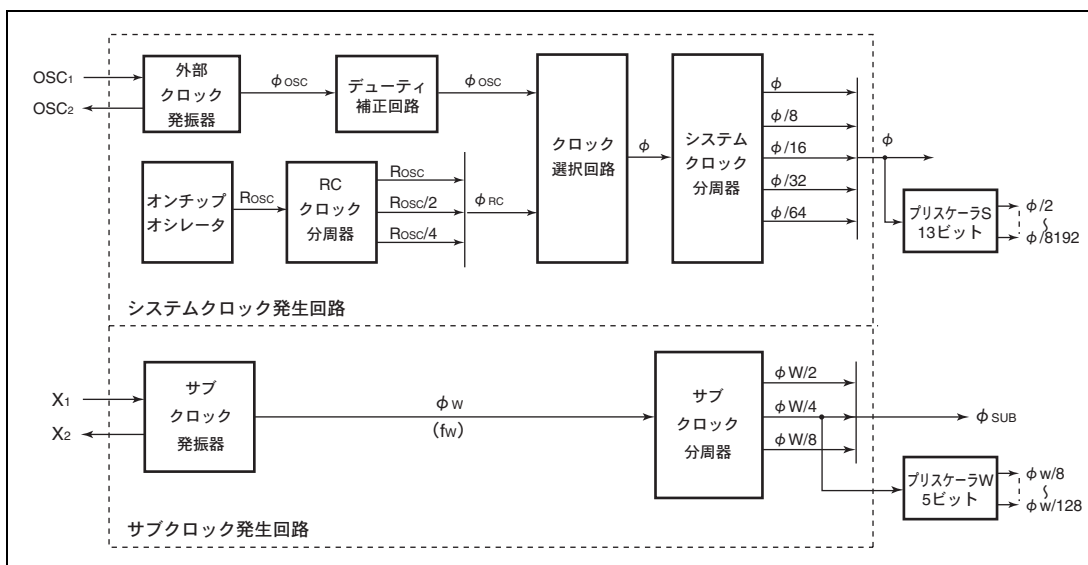 OSC1
OSC2
外部
クロック
発振器
φOSC
デューティ
補正回路
φOSC
オンチップ
オシレータ
ROSC
RC
クロック
分周器
ROSC
ROSC/2
ROSC/4
φRC
クロック
選択回路
φ
システム
クロック
分周器
φ
φ/8
φ/16
φ/32
φ/64
φ
プリスケーラS
13ビット
φ/2
~
φ/8192
システムクロック発生回路
X1
X2
サブ
クロック
発振器
φW
(fW)
サブ
クロック
分周器
φW/2
φW/4
φW/8
φSUB
プリスケーラW
5ビット
φw/8
~
φw/128
サブクロック発生回路